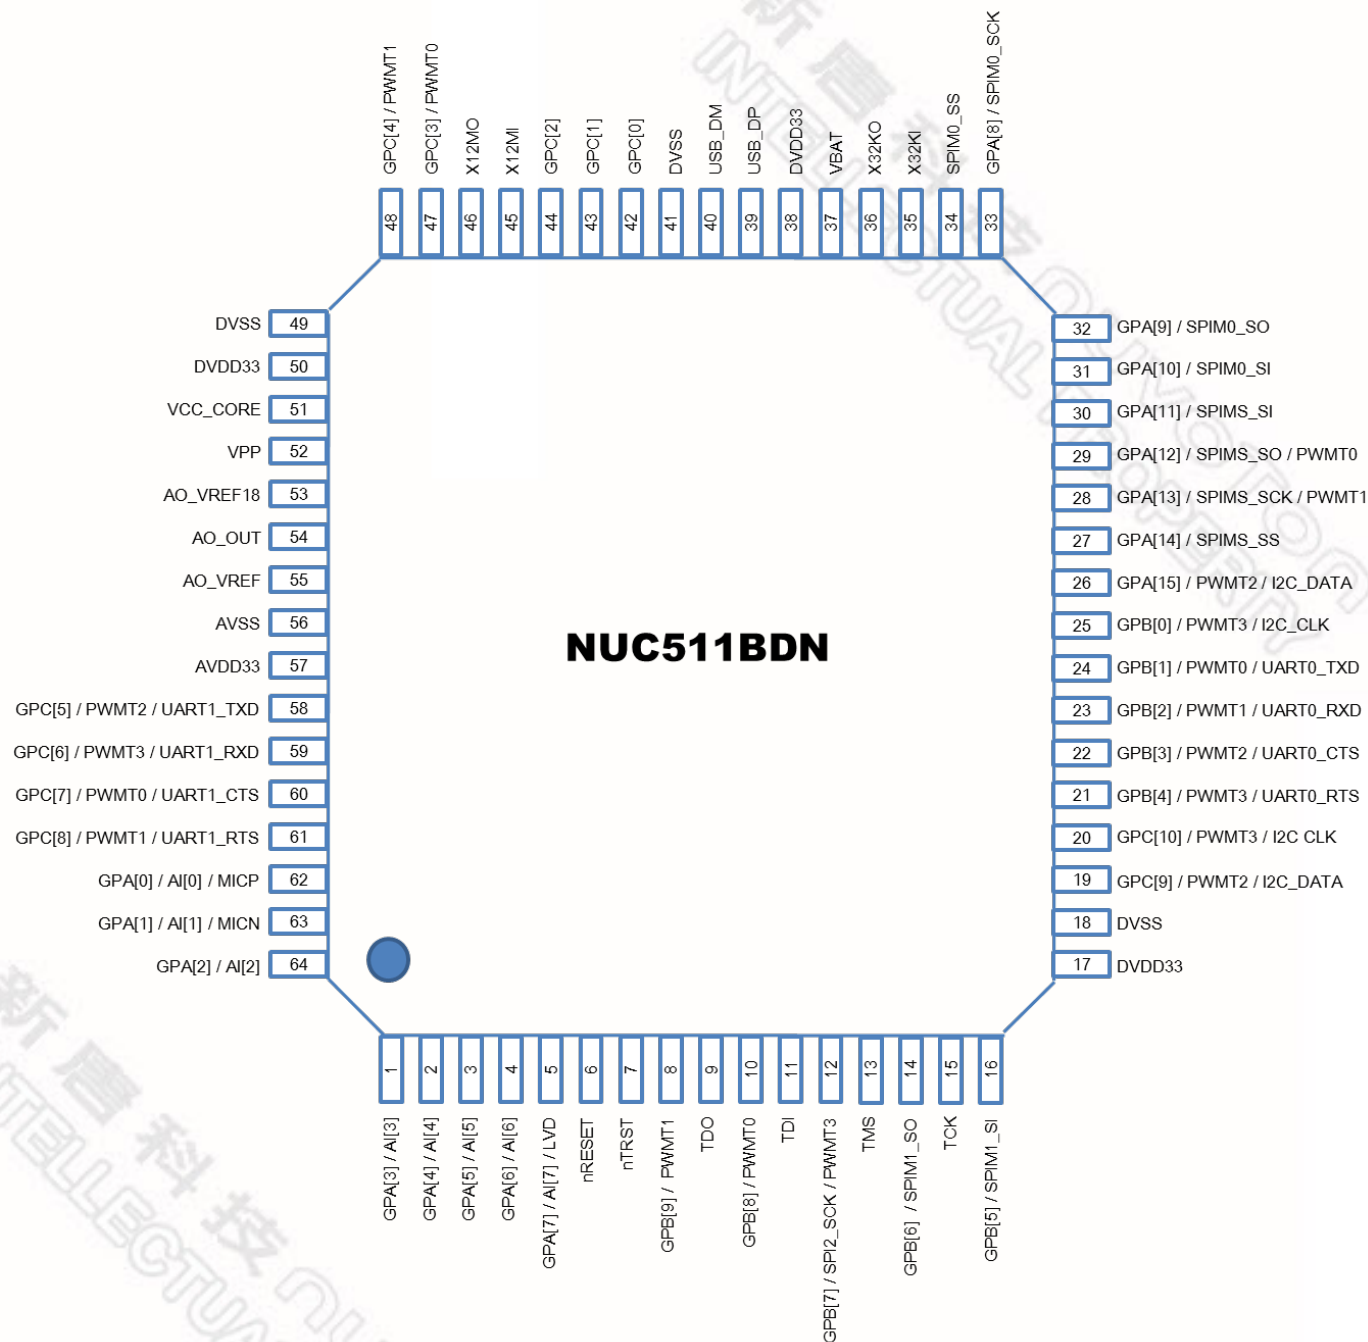 GPC[4] / PWMT1
GPC[3] / PWMT0
X12MO
X12MI
GPC[2]
GPC[1]
GPC[0]
DVSS
USB_DM
USB_DP
DVDD33
VBAT
X32KO
X32KI
SPIM0_SS
GPA[8] / SPIM0_SCK
48 47 46 45 44 43 42 41 40 39 38 37 36 35 34 33
DVSS 49
DVDD33 50
VCC_CORE 51
VPP 52
AO_VREF18 53
AO_OUT 54
AO_VREF 55
AVSS 56
AVDD33 57
GPC[5] / PWMT2 / UART1_TXD 58
GPC[6] / PWMT3 / UART1_RXD 59
GPC[7] / PWMT0 / UART1_CTS 60
GPC[8] / PWMT1 / UART1_RTS 61
GPA[0] / AI[0] / MICP 62
GPA[1] / AI[1] / MICN 63
GPA[2] / AI[2] 64
NUC511BDN
32 GPA[9] / SPIM0_SO
31 GPA[10] / SPIM0_SI
30 GPA[11] / SPIMS_SI
29 GPA[12] / SPIMS_SO / PWMT0
28 GPA[13] / SPIMS_SCK / PWMT1
27 GPA[14] / SPIMS_SS
26 GPA[15] / PWMT2 / I2C_DATA
25 GPB[0] / PWMT3 / I2C_CLK
24 GPB[1] / PWMT0 / UART0_TXD
23 GPB[2] / PWMT1 / UART0_RXD
22 GPB[3] / PWMT2 / UART0_CTS
21 GPB[4] / PWMT3 / UART0_RTS
20 GPC[10] / PWMT3 / I2C CLK
19 GPC[9] / PWMT2 / I2C_DATA
18 DVSS
17 DVDD33
1 2 3 4 5 6 7 8 9 10 11 12 13 14 15 16
GPA[3] / AI[3]
GPA[4] / AI[4]
GPA[5] / AI[5]
GPA[6] / AI[6]
GPA[7] / AI[7] / LVD
nRESET
nTRST
GPB[9] / PWMT1
TDO
GPB[8] / PWMT0
TDI
GPB[7] / SPI2_SCK / PWMT3
TMS
GPB[6] / SPIM1_SO
TCK
GPB[5] / SPIM1_SI
新唐科技 nuvoton
INTELLECTUAL PROPERTY
新唐科技